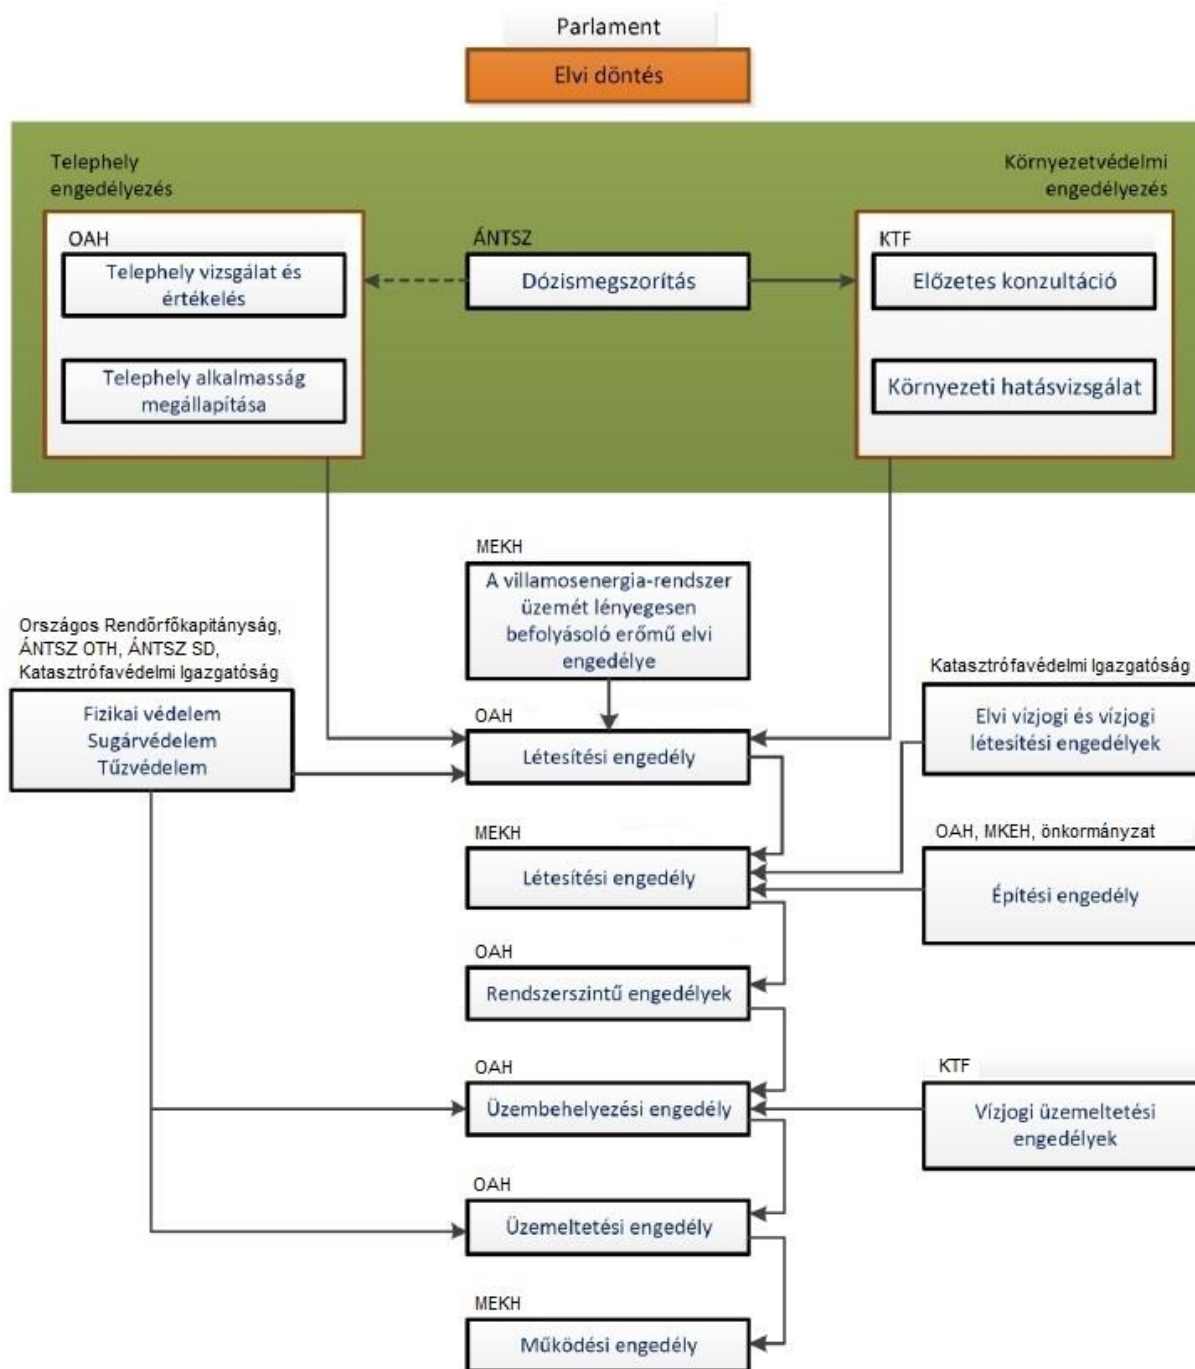 Parlament
Elvi döntés
Telephely
engedélyezés
Környezetvédelmi
engedélyezés
OAH
Telephely vizsgálat és
értékelés
Telephely alkalmasság
megállapítása
ÁNTSZ
Dózismegszorítás
KTF
Előzetes konzultáció
Környezeti hatásvizsgálat
MEKH
A villamosenergia-rendszer
üzemét lényegesen
befolyásoló erőmű elvi
engedélye
Országos Rendőrfőkapitányság,
ÁNTSZ OTH, ÁNTSZ SD,
Katasztrófavédelmi Igazgatóság
Fizikai védelem
Sugárvédelem
Tűzvédelem
Katasztrófavédelmi Igazgatóság
Elvi vízjogi és vízjogi
létesítési engedélyek
OAH
Létesítési engedély
MEKH
Létesítési engedély
OAH, MKEH, önkormányzat
Építési engedély
OAH
Rendszerszintű engedélyek
OAH
Üzembehelyezési engedély
KTF
Vízjogi üzemeltetési
engedélyek
OAH
Üzemeltetési engedély
MEKH
Működési engedély